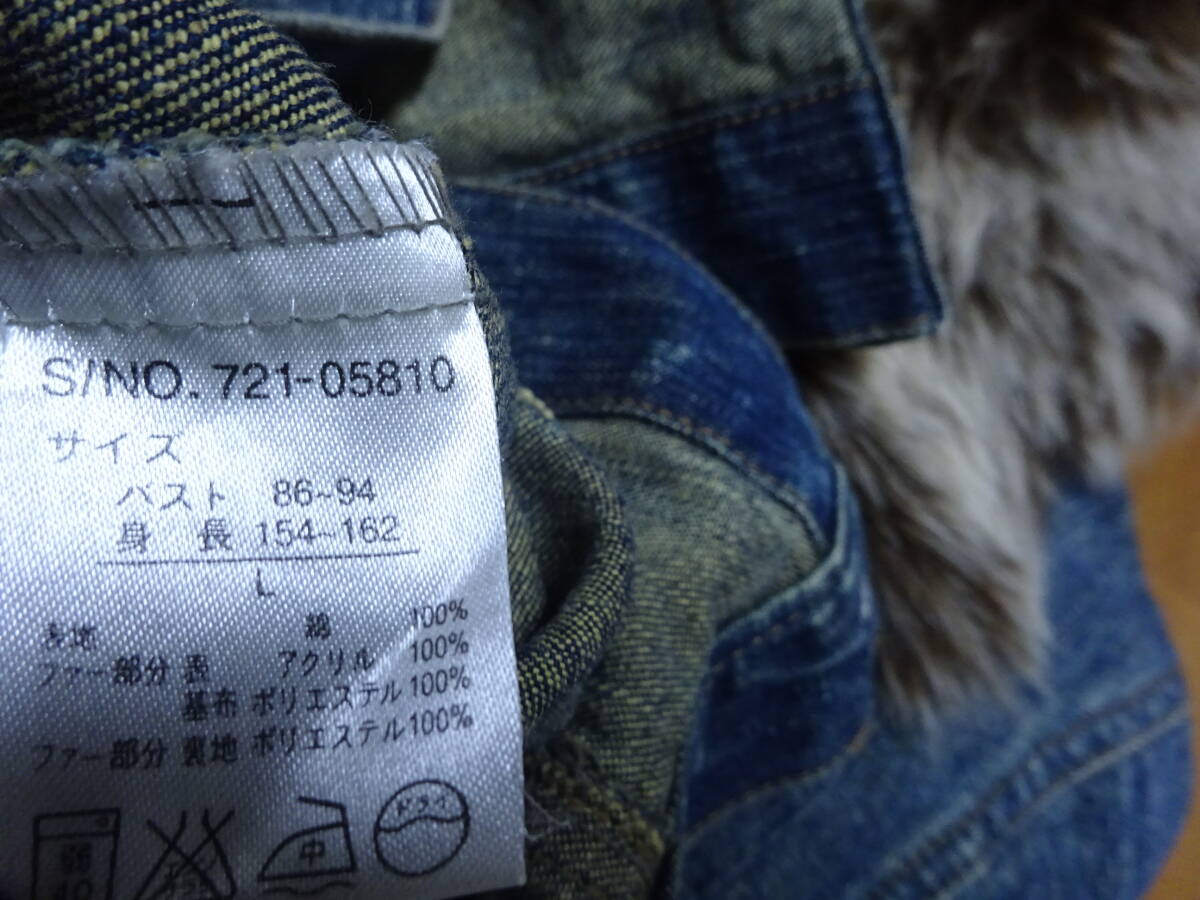 S/NO. 721-05810
サイズ
バスト 86~94
身長 154~162
L
表地 綿 100%
ファー部分 表 アクリル 100%
基布 ポリエステル 100%
ファー部分 裏地 ポリエステル 100%
40 中 ドライ